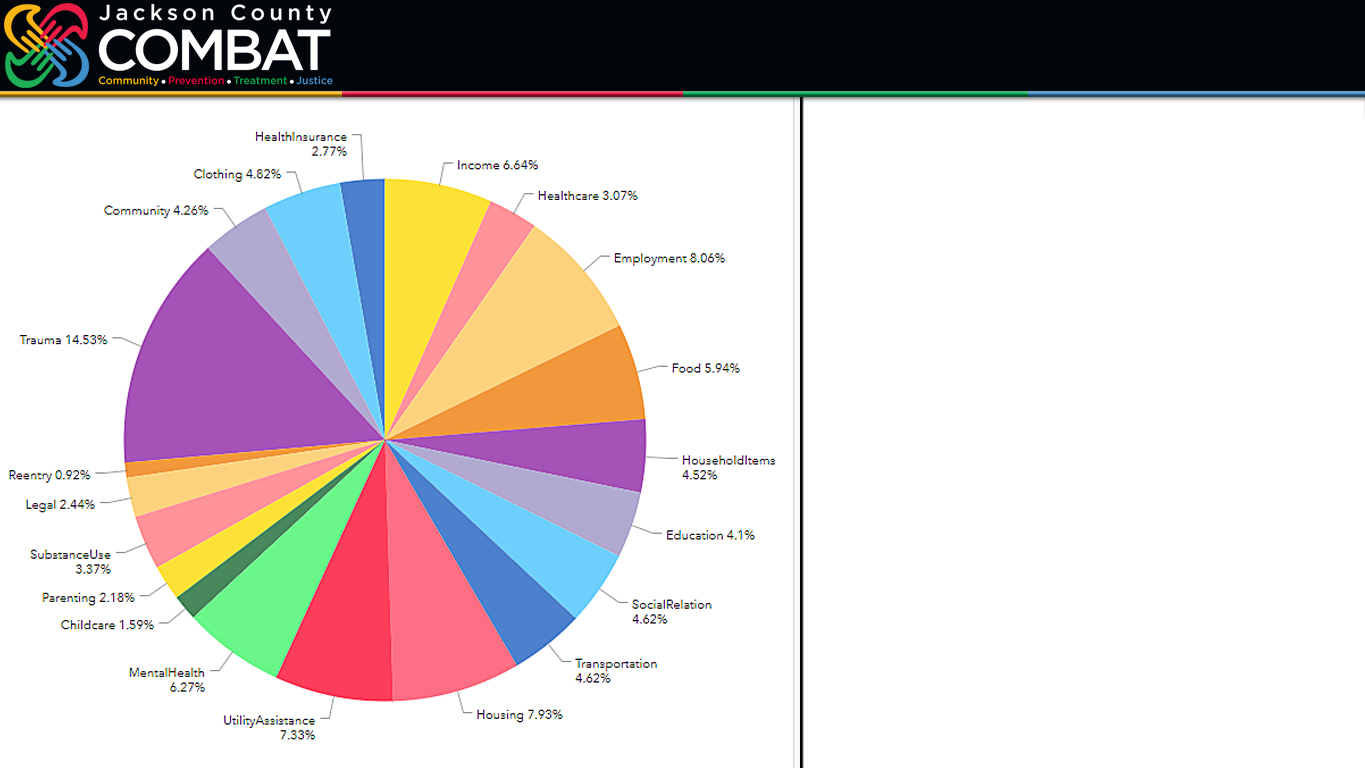 Jackson County
COMBAT
Community • Prevention • Treatment • Justice
HealthInsurance
2.77%
Income 6.64%
Clothing 4.82%
Healthcare 3.07%
Community 4.26%
Employment 8.06%
Trauma 14.53%
Food 5.94%
HouseholdItems
4.52%
Reentry 0.92%
Legal 2.44%
Education 4.1%
SubstanceUse
3.37%
Parenting 2.18%
SocialRelation
4.62%
Childcare 1.59%
Transportation
4.62%
MentalHealth
6.27%
Housing 7.93%
UtilityAssistance
7.33%